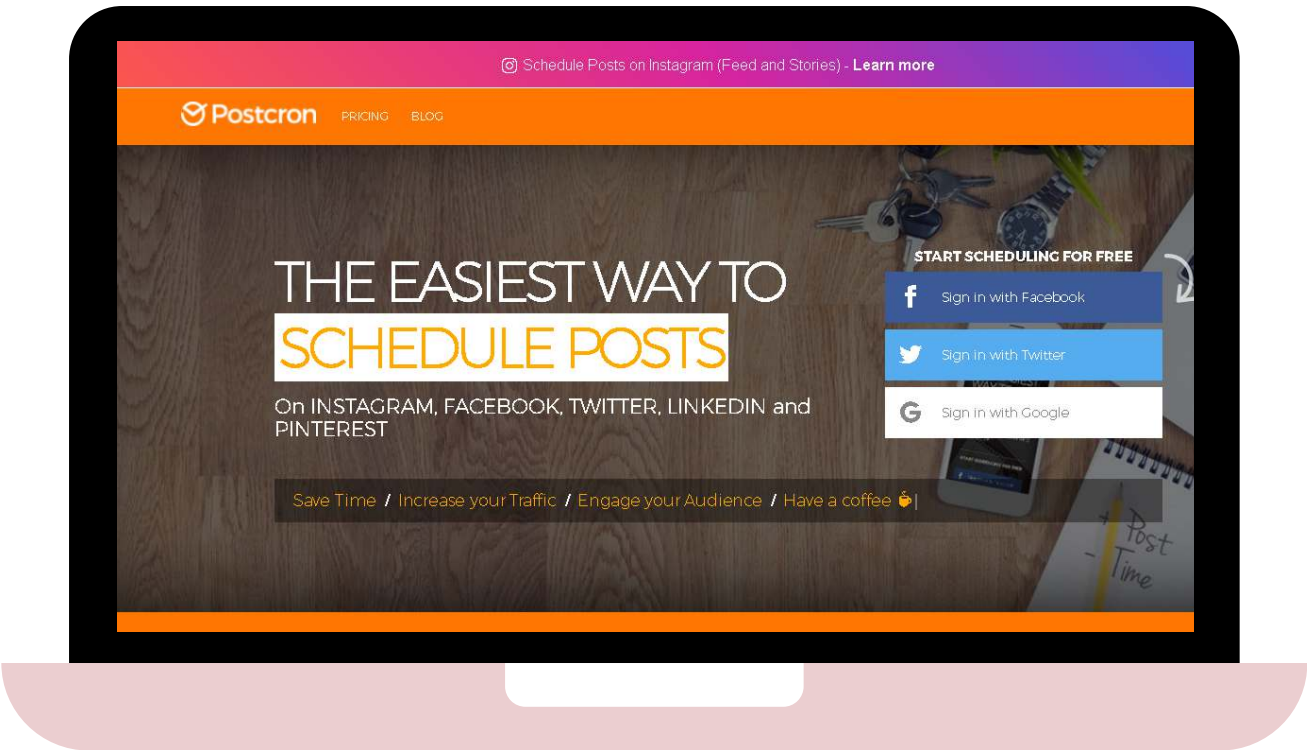 Schedule Posts on Instagram (Feed and Stories) - Learn more
Postcron PRICING BLOG
THE EASIEST WAY TO
SCHEDULE POSTS
On INSTAGRAM, FACEBOOK, TWITTER, LINKEDIN and
PINTEREST
START SCHEDULING FOR FREE
Sign in with Facebook
Sign in with Twitter
Sign in with Google
Save Time / Increase your Traffic / Engage your Audience / Have a coffee
+ Post
- Time